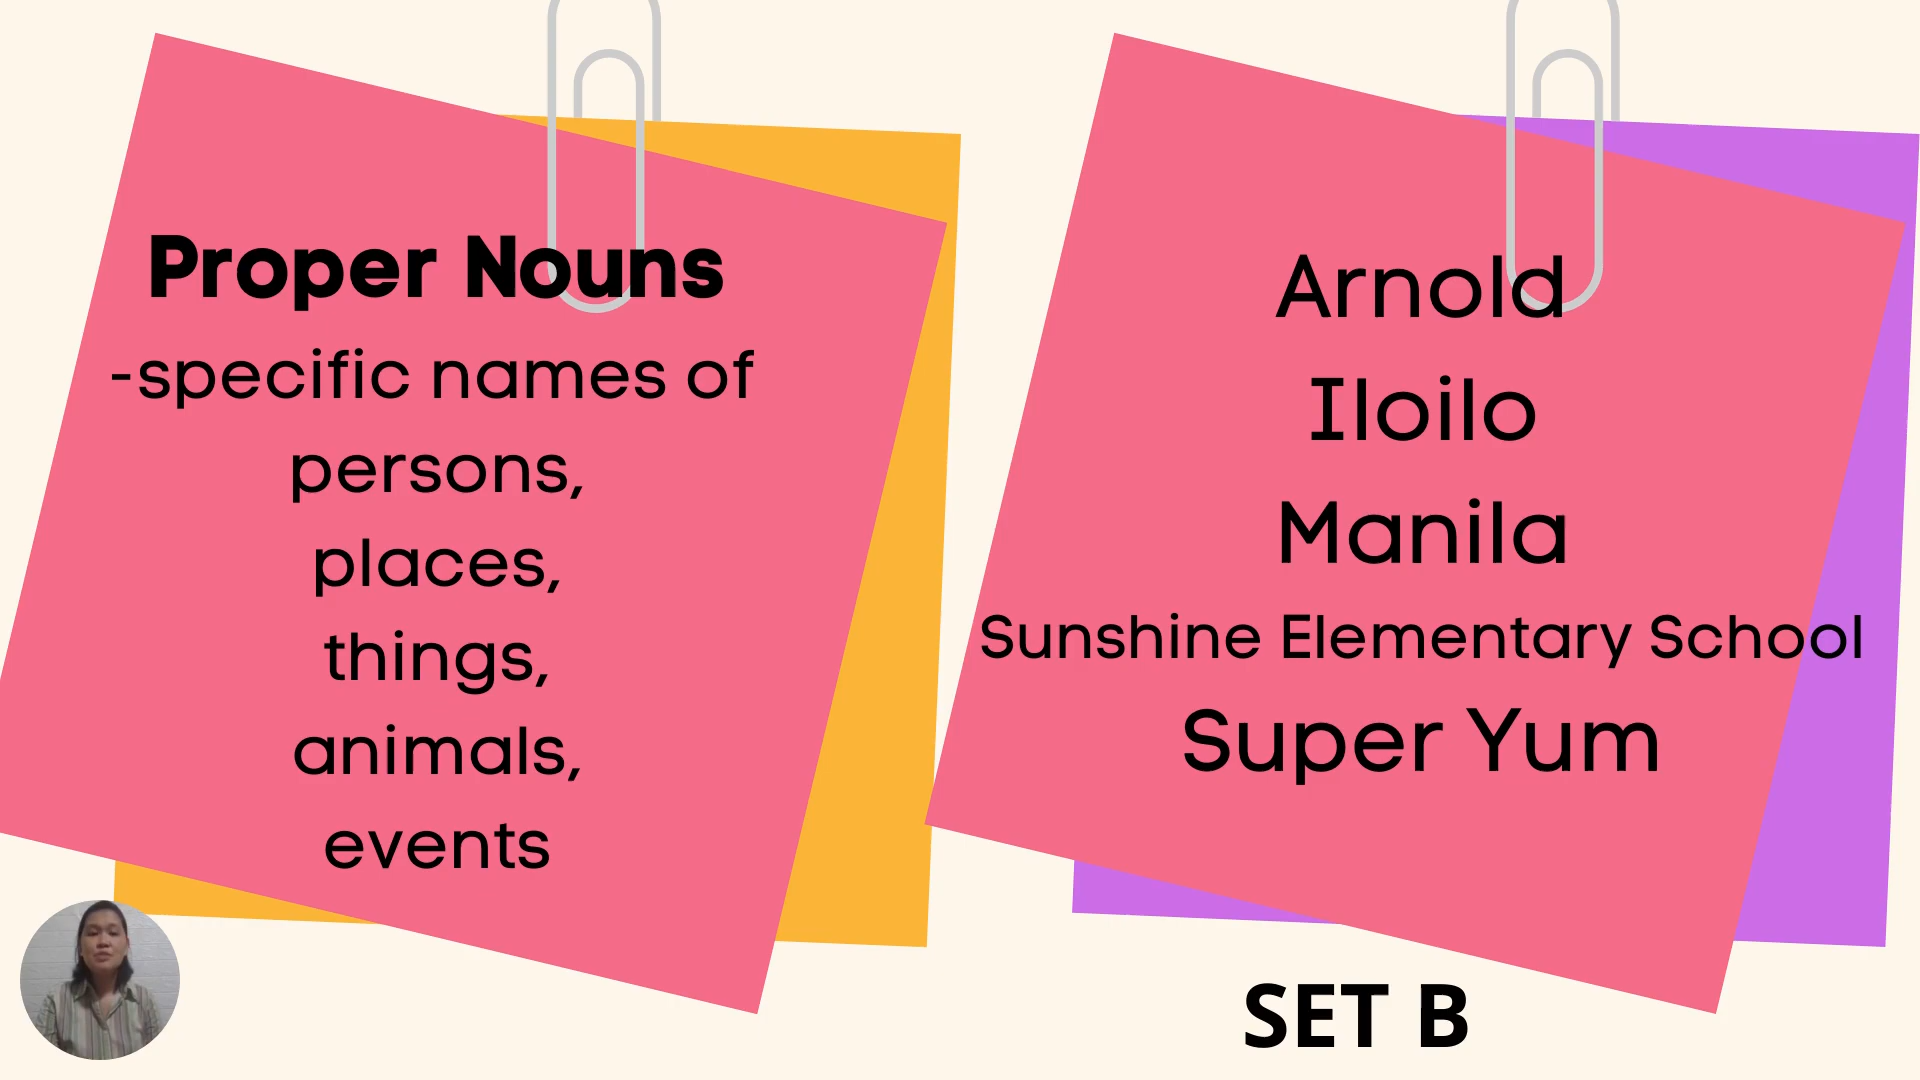 Proper Nouns
-specific names of
persons,
places,
things,
animals,
events
Arnold
Iloilo
Manila
Sunshine Elementary School
Super Yum
SET B